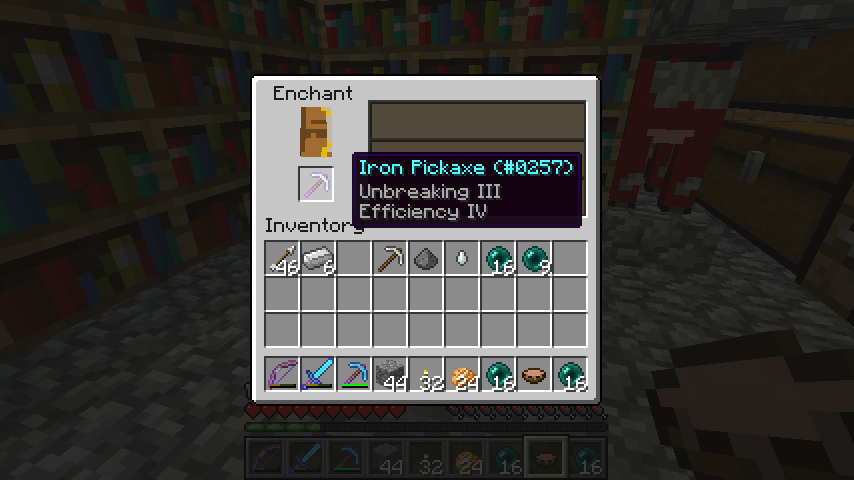 Enchant
Iron Pickaxe (#0257)
Unbreaking III
Efficiency IV
Inventory
46 6 16 9
44 32 24 16 16
44 32 24 16 16